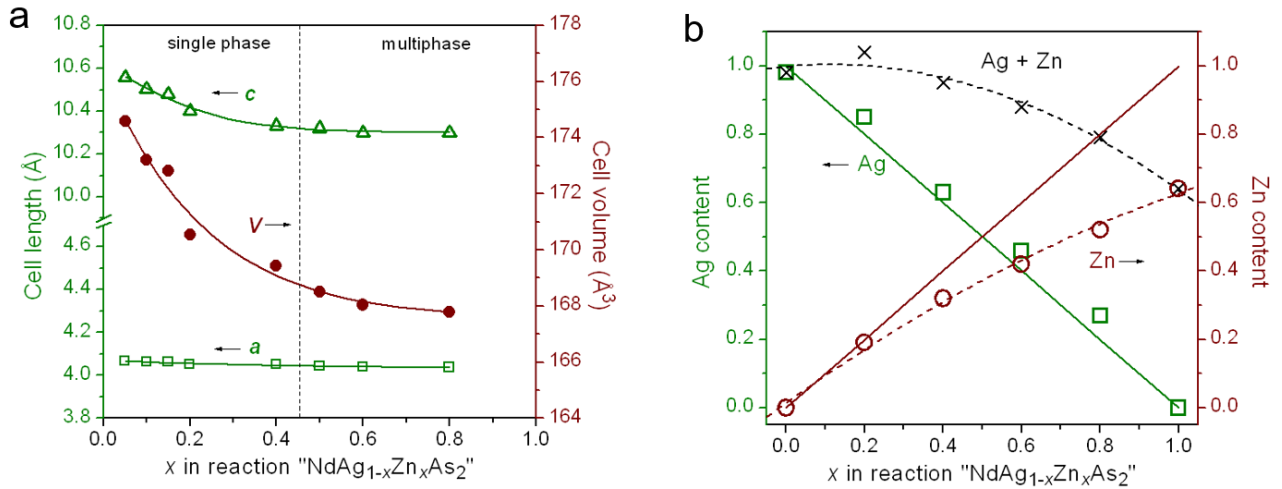 a
single phase
multiphase
c
V
a
10.8
10.6
10.4
10.2
10.0
4.6
4.4
4.2
4.0
3.8
Cell length (Å)
178
176
174
172
170
168
166
164
Cell volume (Å³)
0.0 0.2 0.4 0.6 0.8 1.0
x in reaction "NdAg₁₋ₓZnₓAs₂"
b
Ag + Zn
Ag
Zn
1.0
0.8
0.6
0.4
0.2
0.0
Ag content
1.0
0.8
0.6
0.4
0.2
0.0
Zn content
0.0 0.2 0.4 0.6 0.8 1.0
x in reaction "NdAg₁₋ₓZnₓAs₂"